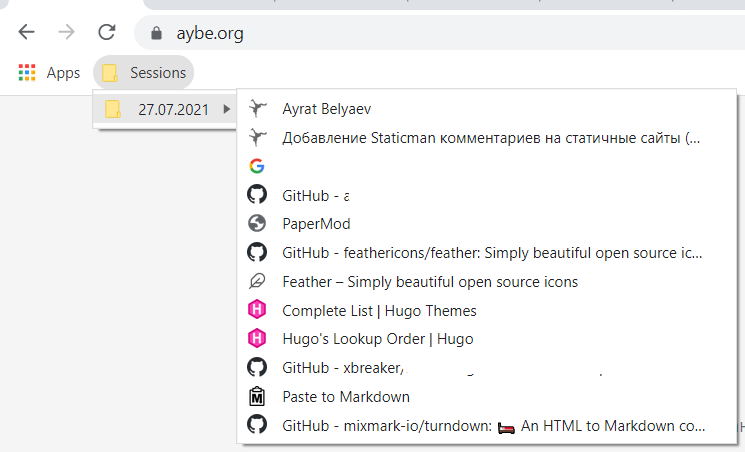 aybe.org
Apps
Sessions
27.07.2021
Ayrat Belyaev
Добавление Staticman комментариев на статичные сайты (...
GitHub - a
PaperMod
GitHub - feathericons/feather: Simply beautiful open source ic...
Feather – Simply beautiful open source icons
Complete List | Hugo Themes
Hugo's Lookup Order | Hugo
GitHub - xbreaker/
Paste to Markdown
GitHub - mixmark-io/turndown: 🛏 An HTML to Markdown co...